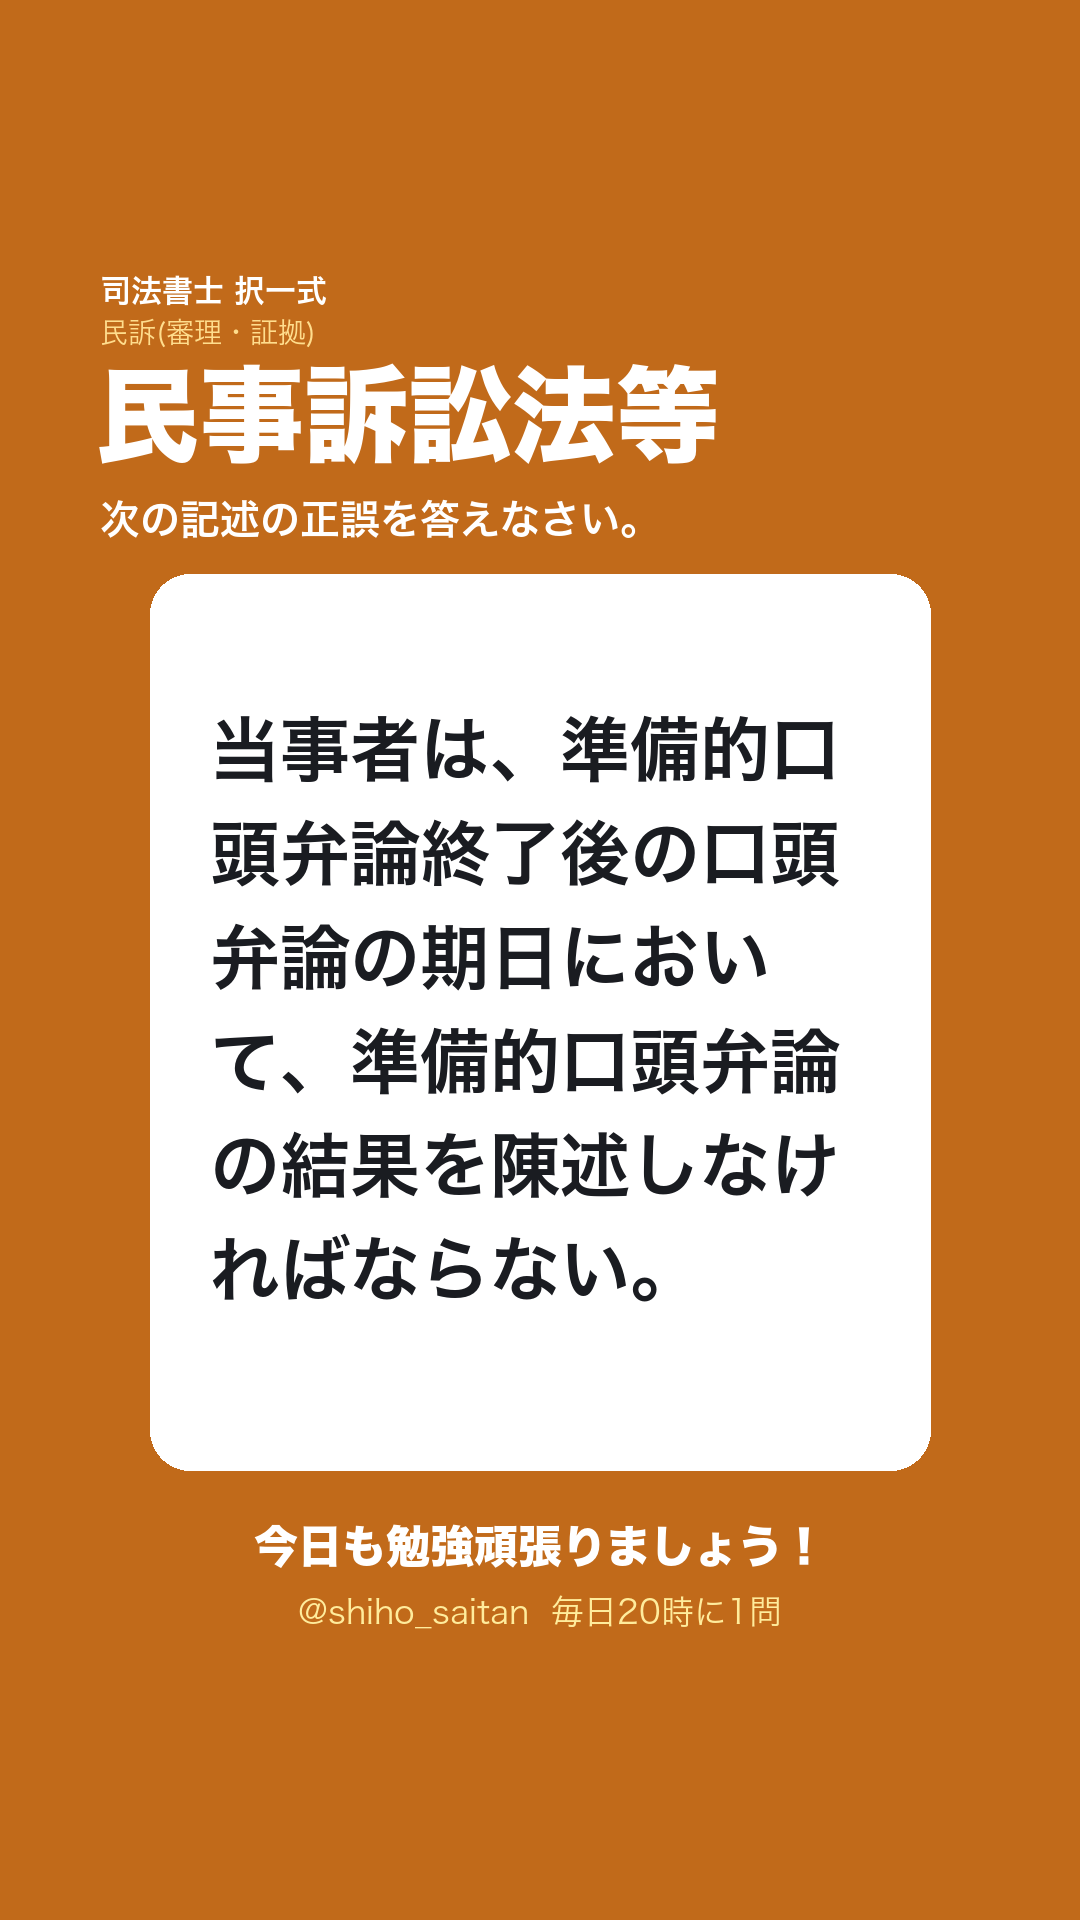 司法書士 択一式
民訴(審理・証拠)
民事訴訟法等
次の記述の正誤を答えなさい。
当事者は、準備的口
頭弁論終了後の口頭
弁論の期日におい
て、準備的口頭弁論
の結果を陳述しなけ
ればならない。
今日も勉強頑張りましょう！
@shiho_saitan 毎日20時に1問